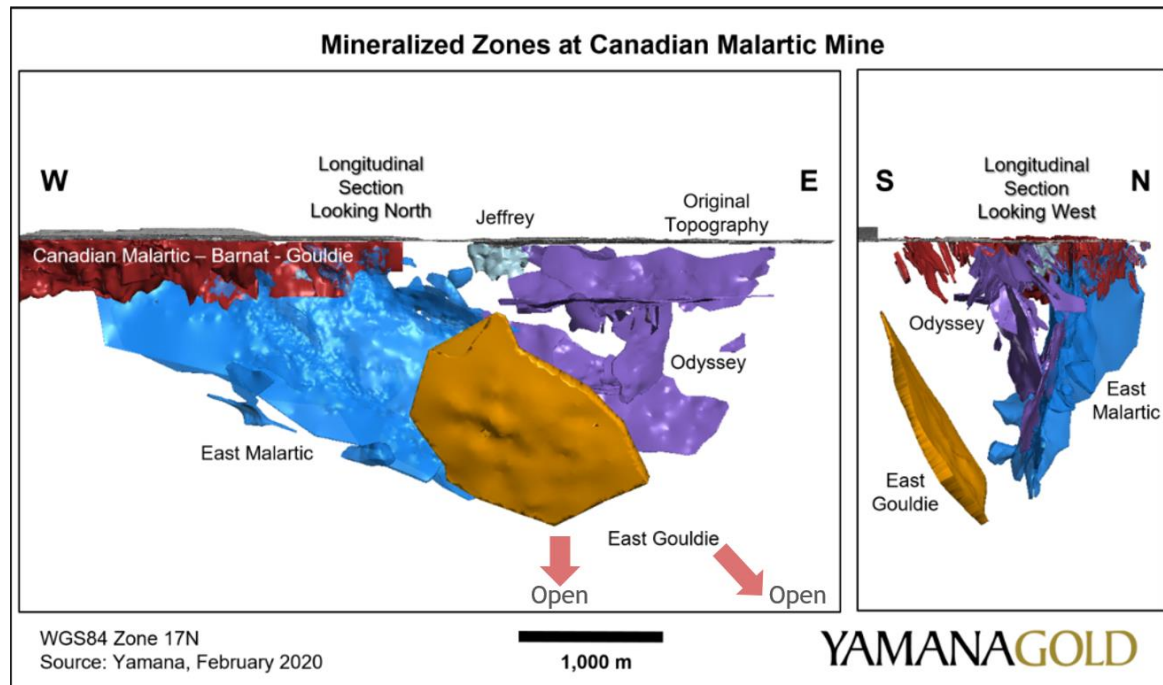 Mineralized Zones at Canadian Malartic Mine
W
Longitudinal
Section
Looking North
Jeffrey
Original
Topography
E
Canadian Malartic – Barnat - Gouldie
Odyssey
East Malartic
East Gouldie
Open
Open
S
Longitudinal
Section
Looking West
N
Odyssey
East
Malartic
East
Gouldie
WGS84 Zone 17N
Source: Yamana, February 2020
1,000 m
YAMANAGOLD